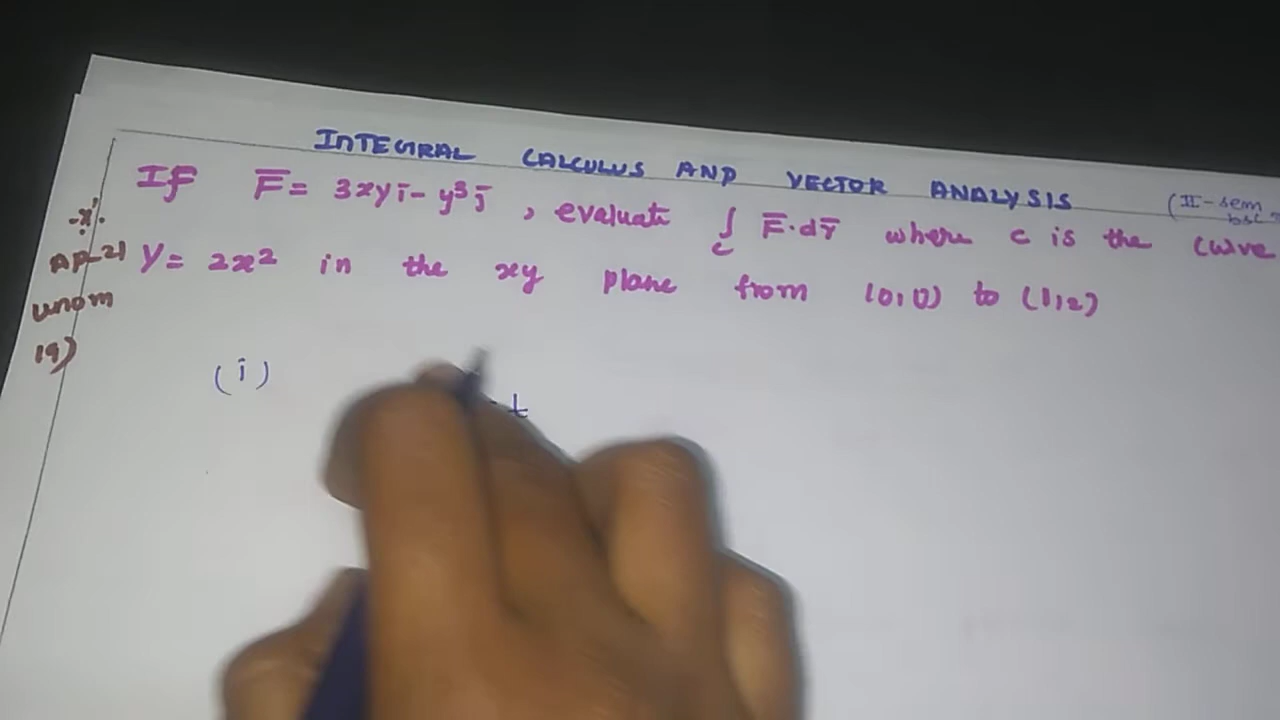 INTEGRAL CALCULUS AND VECTOR ANALYSIS
(II-sem
bsc
If F̅= 3xyi̅- y³j̅ , evaluate ∫c F̅.dr̅ where c is the curve
y= 2x² in the xy plane from (0,0) to (1,2)
AP-21
unom
19)
(i)
t